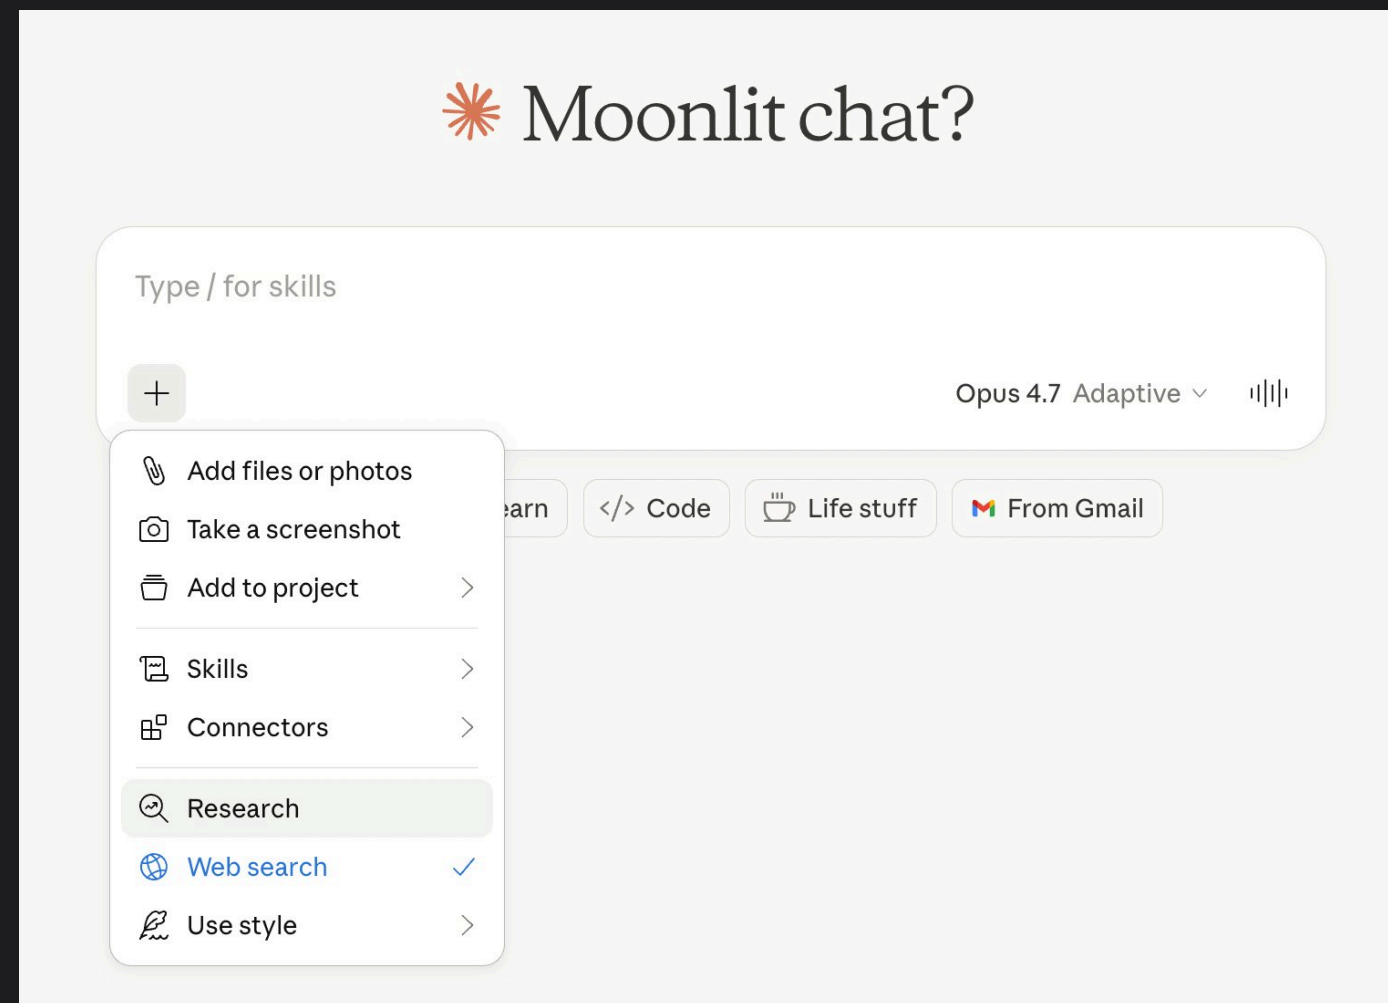 Moonlit chat?
Type / for skills
Opus 4.7 Adaptive
Add files or photos
Take a screenshot
Add to project
Skills
Connectors
Research
Web search
Use style
earn
Code
Life stuff
From Gmail